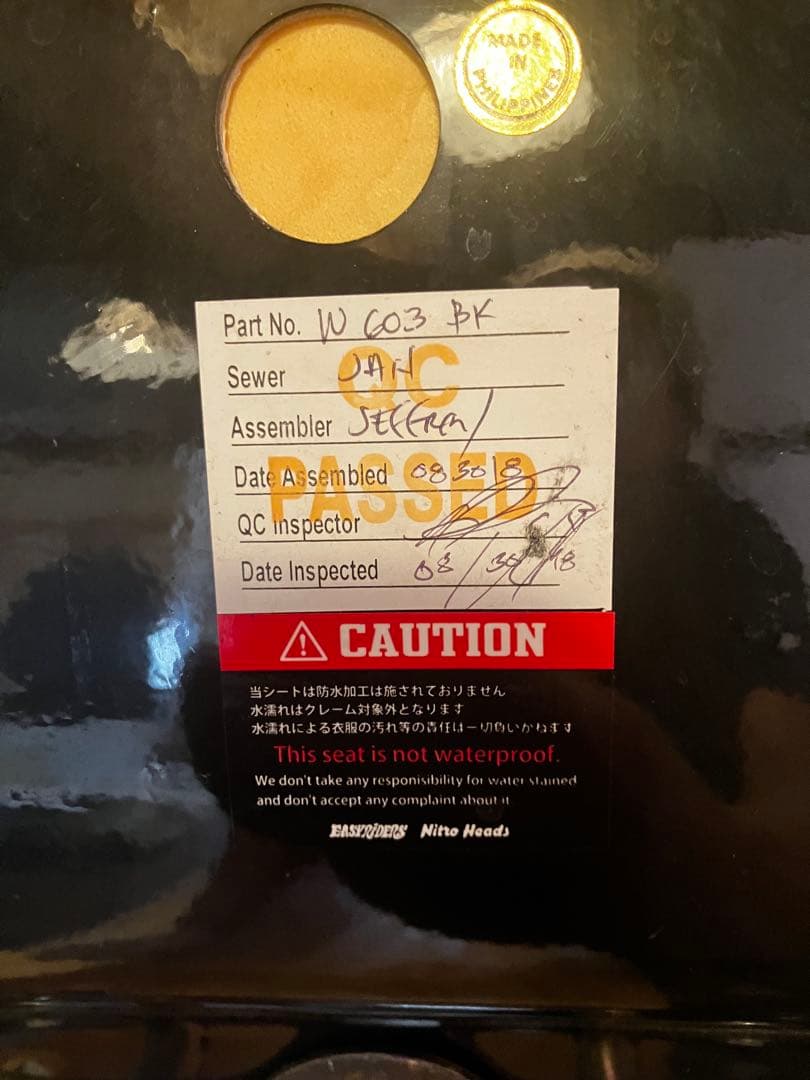 MADE
IN
PHILIPPINES
Part No. W 603 BK
QC
Sewer JAN
Assembler
PASSED
Date Assembled 08 30 18
QC Inspector
Date Inspected 08 / 30 / 18
CAUTION
当シートは防水加工は施されておりません
水濡れはクレーム対象外となります
水濡れによる衣服の汚れ等の責任は一切負いかねます
This seat is not waterproof.
We don't take any responisibility for water stained
and don't accept any complaint about it
EASYRIDERS Nitro Heads